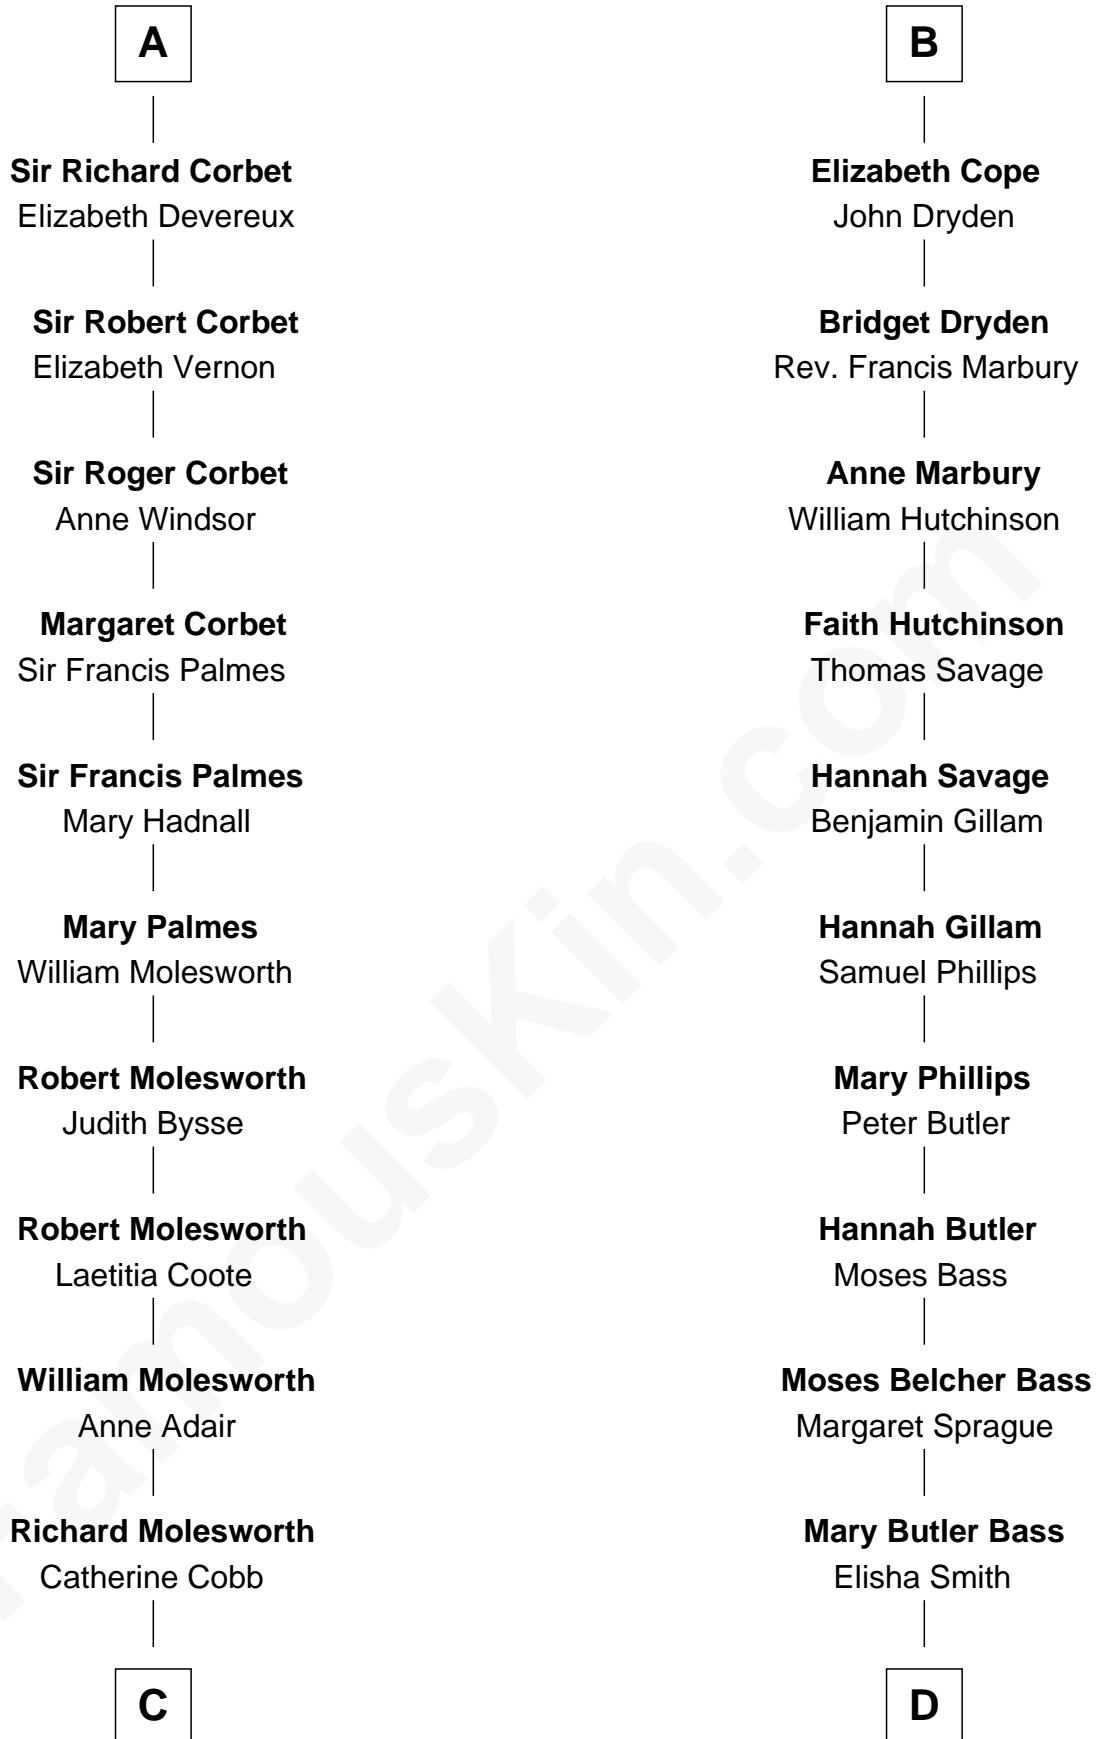 A
Sir Richard Corbet
Elizabeth Devereux
Sir Robert Corbet
Elizabeth Vernon
Sir Roger Corbet
Anne Windsor
Margaret Corbet
Sir Francis Palmes
Sir Francis Palmes
Mary Hadnall
Mary Palmes
William Molesworth
Robert Molesworth
Judith Bysse
Robert Molesworth
Laetitia Coote
William Molesworth
Anne Adair
Richard Molesworth
Catherine Cobb
C
B
Elizabeth Cope
John Dryden
Bridget Dryden
Rev. Francis Marbury
Anne Marbury
William Hutchinson
Faith Hutchinson
Thomas Savage
Hannah Savage
Benjamin Gillam
Hannah Gillam
Samuel Phillips
Mary Phillips
Peter Butler
Hannah Butler
Moses Bass
Moses Belcher Bass
Margaret Sprague
Mary Butler Bass
Elisha Smith
D
FamousKin.com